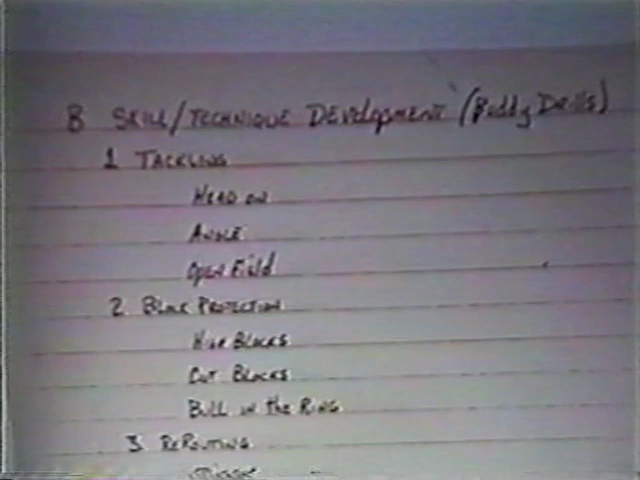 B SKILL/TECHNIQUE DEVELOPMENT (Buddy Drills)
1 TACKLING
HEAD ON
ANGLE
OPEN Field
2. BLOCK PROTECTION
HIGH BLOCKS
CUT BLOCKS
BULL IN the RING
3. REROUTING